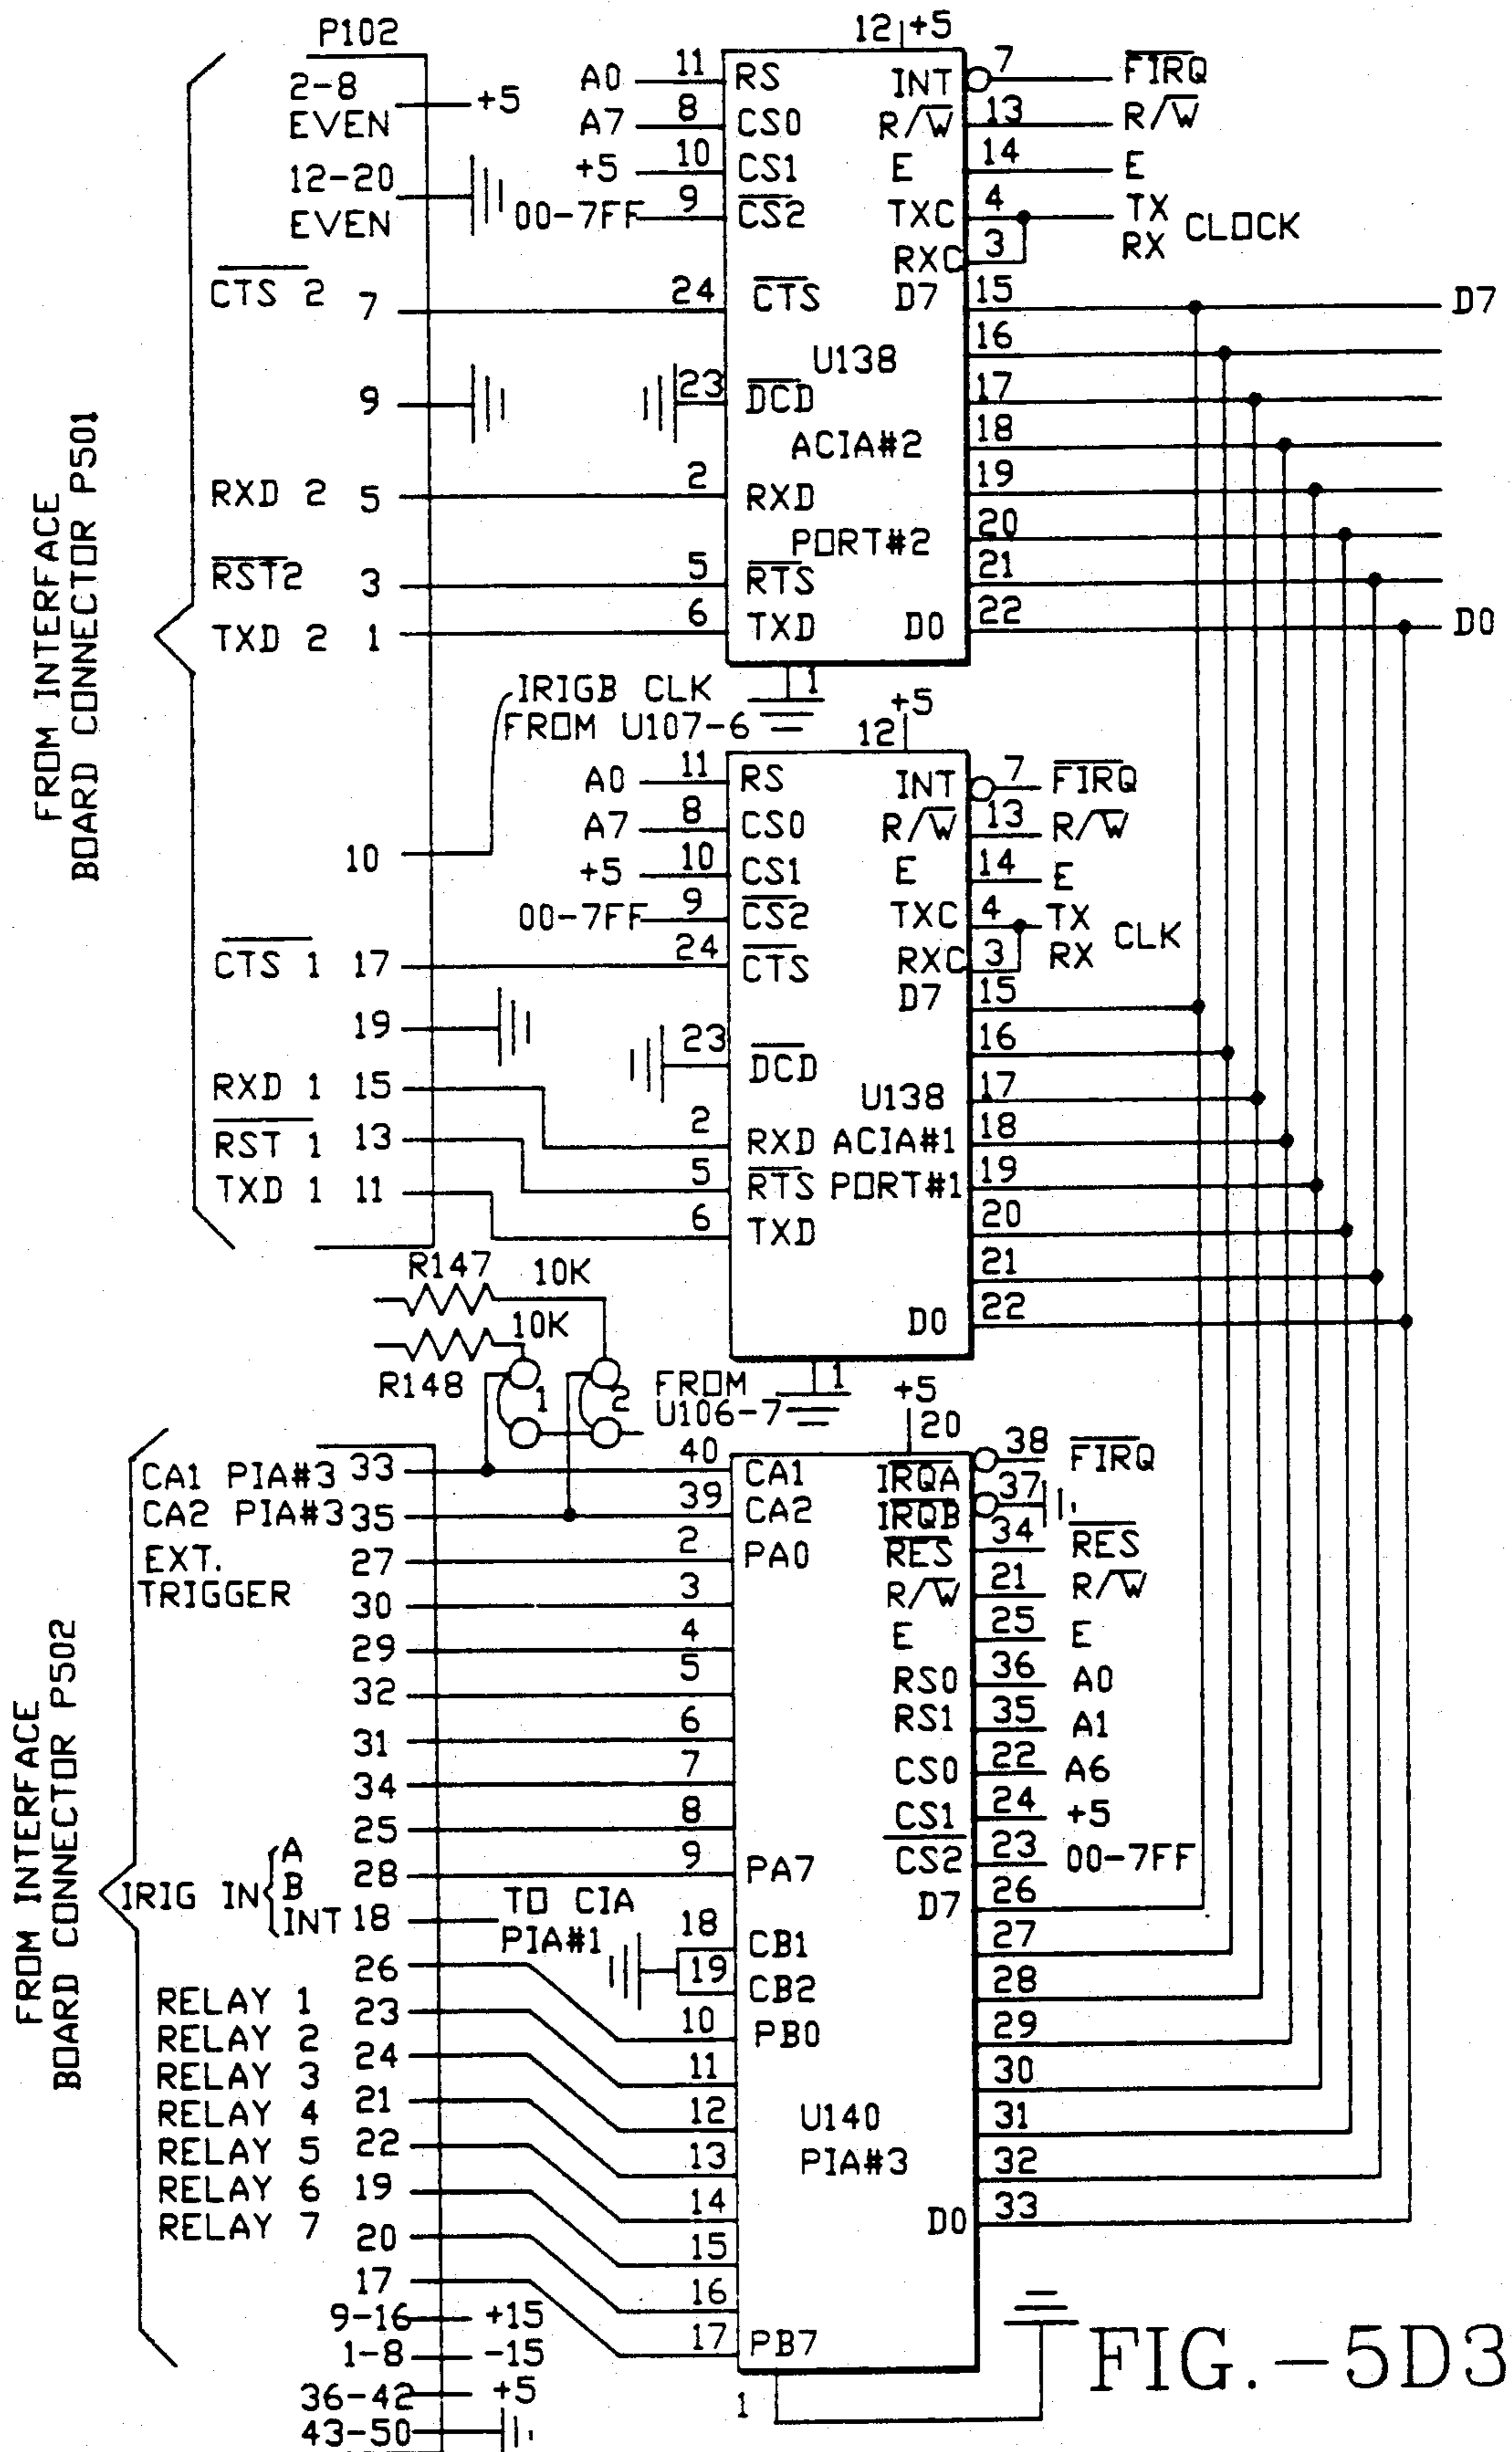 P102
2-8
EVEN
+5
12-20
EVEN
CTS 2 7
9
RXD 2 5
RST2 3
TXD 2 1
FROM INTERFACE
BOARD CONNECTOR P501
IRIGB CLK
FROM U107-6
10
CTS 1 17
19
RXD 1 15
RST 1 13
TXD 1 11
12 +5
A0 11 RS
A7 8 CS0
+5 10 CS1
00-7FF 9 CS2
24 CTS
23 DCD
2 RXD
5 RTS
6 TXD
U138
ACIA#2
PORT#2
INT 7 FIRQ
R/W 13 R/W
E 14 E
TXC 4 TX
RXC 3 RX
CLOCK
D7 15 D7
16
17
18
19
20
21
D0 22 D0
1
+5
12
A0 11 RS
A7 8 CS0
+5 10 CS1
00-7FF 9 CS2
24 CTS
23 DCD
2 RXD
5 RTS
6 TXD
U138
ACIA#1
PORT#1
INT 7 FIRQ
R/W 13 R/W
E 14 E
TXC 4 TX
RXC 3 RX
CLK
D7 15
16
17
18
19
20
21
D0 22
1
R147 10K
10K
R148
1 2
FROM
U106-7
+5
20
FROM INTERFACE
BOARD CONNECTOR P502
CA1 PIA#3 33
CA2 PIA#3 35
EXT.
TRIGGER
27
30
29
32
31
34
25
28
IRIG IN
A
B
INT 18
TO CIA
PIA#1
26
RELAY 1
RELAY 2
RELAY 3
RELAY 4
RELAY 5
RELAY 6
RELAY 7
23
24
21
22
19
20
17
9-16 +15
1-8 -15
36-42 +5
43-50
40 CA1
39 CA2
2 PA0
3
4
5
6
7
8
9 PA7
18 CB1
19 CB2
10 PB0
11
12
13
14
15
16
17 PB7
U140
PIA#3
IRQA 38 FIRQ
IRQB 37
RES 34 RES
R/W 21 R/W
E 25 E
RS0 36 A0
RS1 35 A1
CS0 22 A6
CS1 24 +5
CS2 23 00-7FF
D7 26
27
28
29
30
31
32
D0 33
1
FIG.-5D3